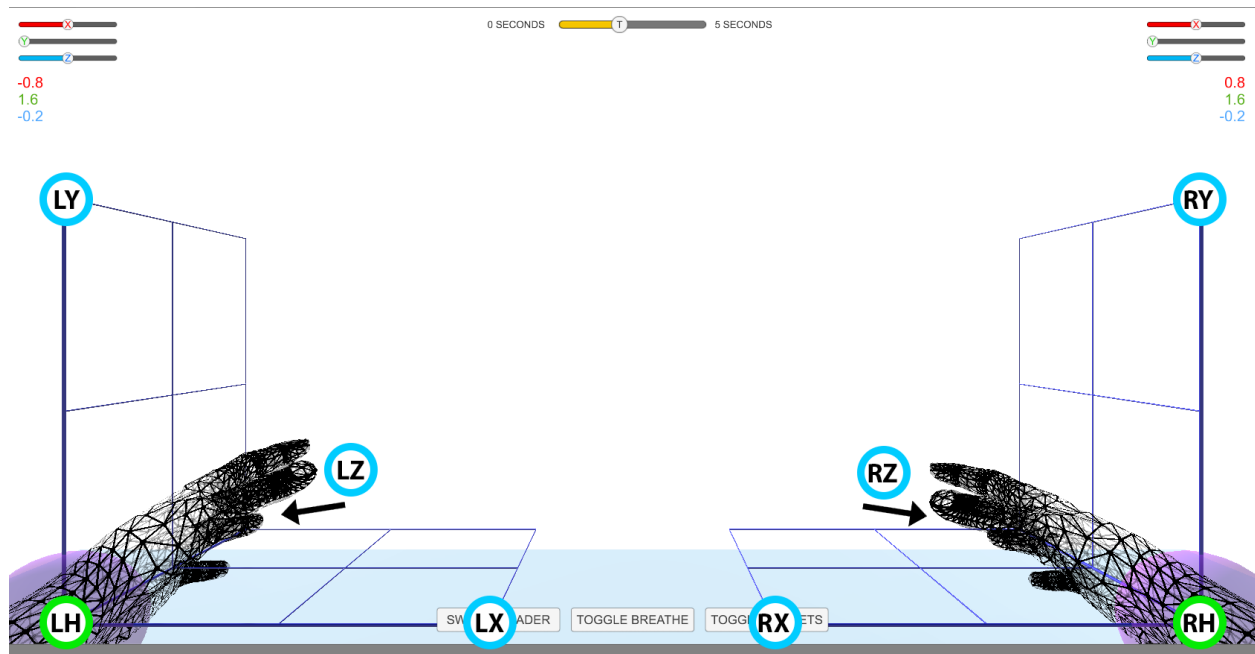 X
0 SECONDS T 5 SECONDS
X
Y
Y
Z
Z
-0.8
0.8
1.6
1.6
-0.2
-0.2
LY
RY
LZ
RZ
LH
LX
TOGGLE BREATHE
RX
RH